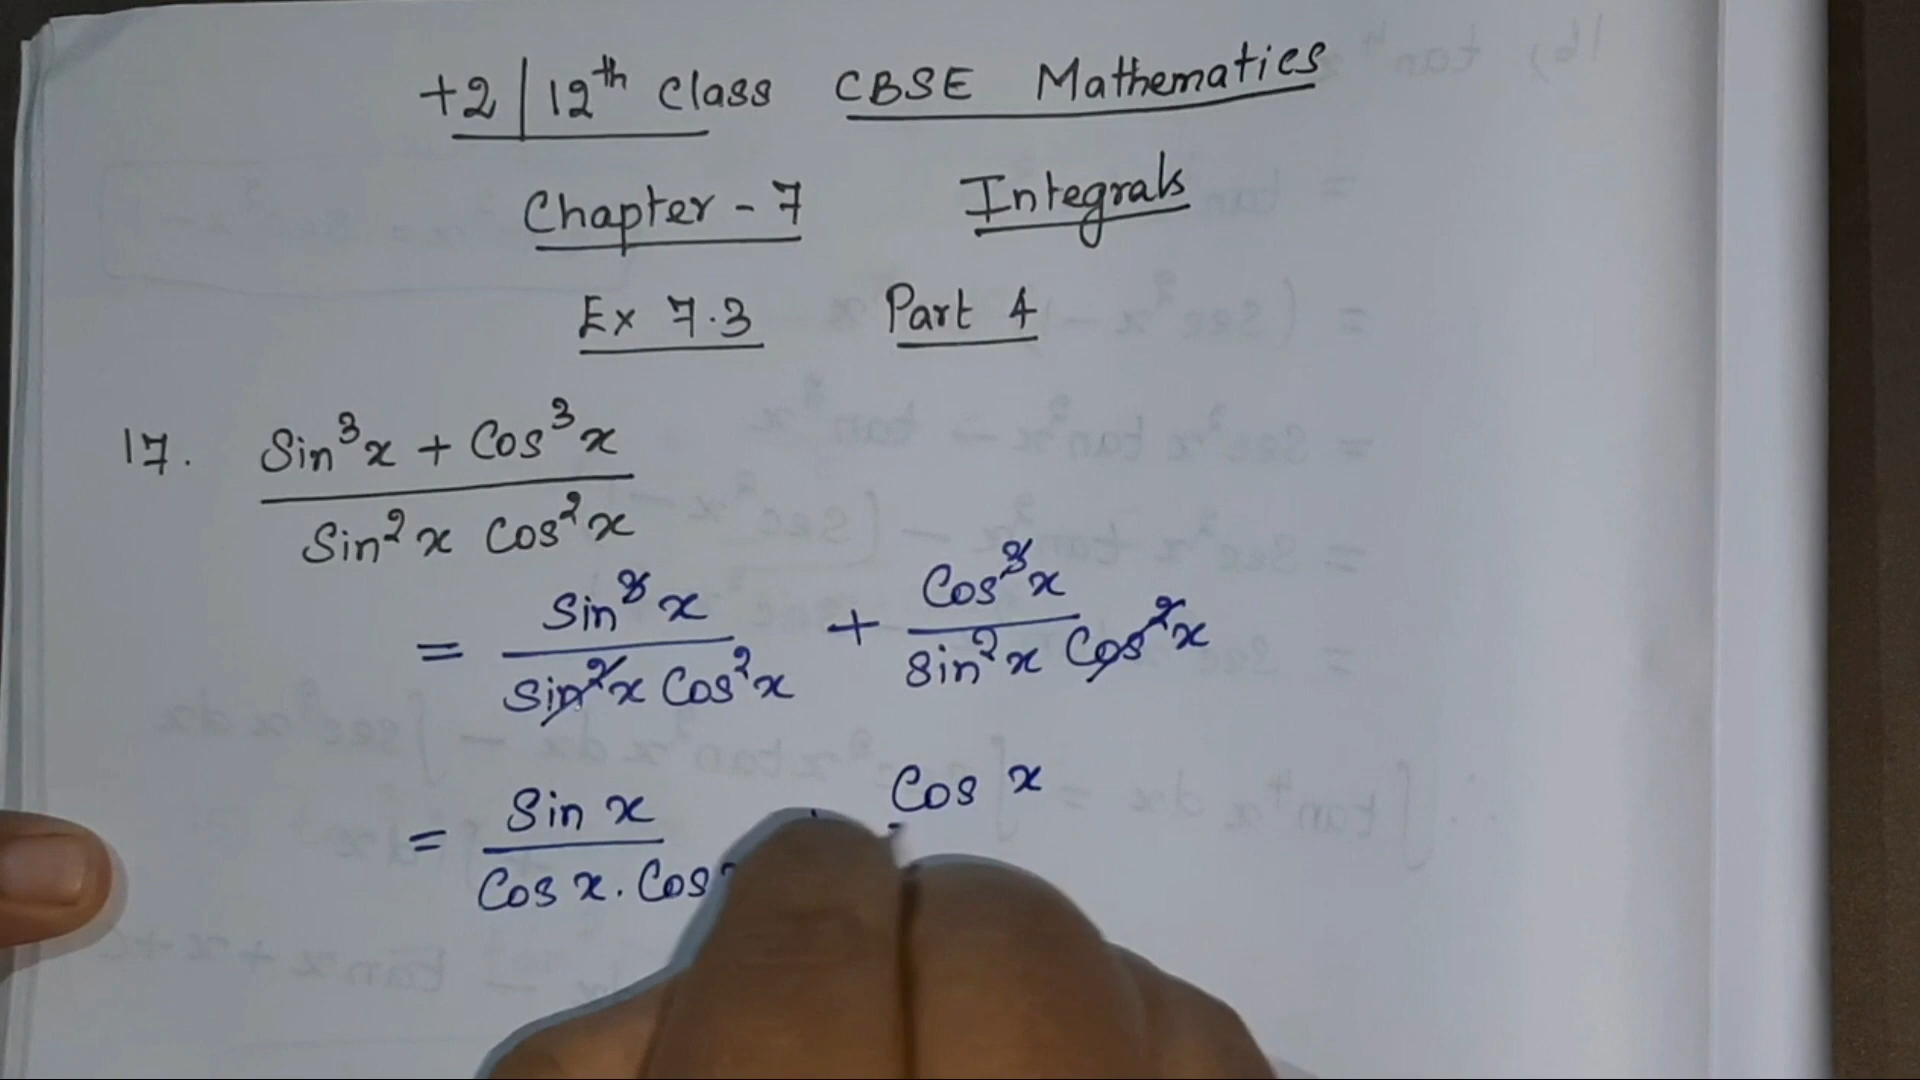 +2 | 12th Class CBSE Mathematics
Chapter - 7 Integrals
Ex 7.3 Part 4
17. Sin³x + Cos³x
Sin²x Cos²x
= Sin³x + Cos³x
Sin²x Cos²x Sin²x Cos²x
= Sin x Cos x
Cos x . Cos